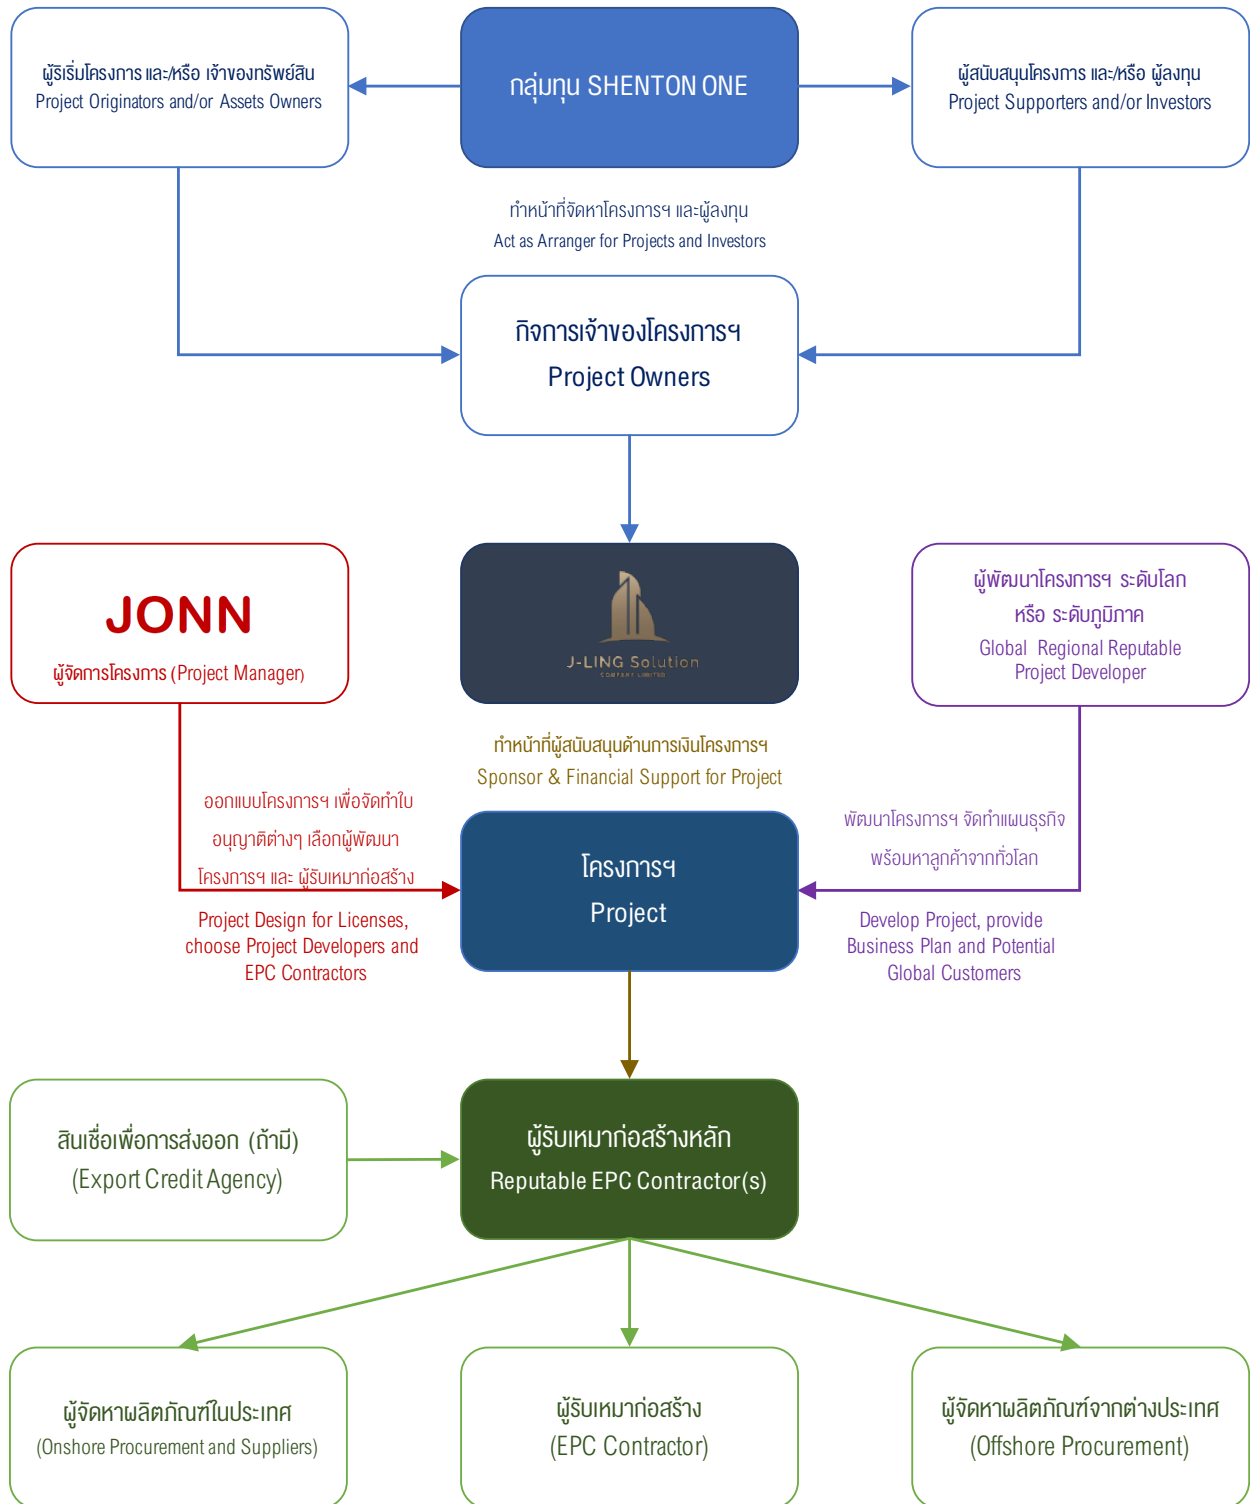 ผู้ริเริ่มโครงการ และ/หรือ เจ้าของทรัพย์สิน
Project Originators and/or Assets Owners
กลุ่มทุน SHENTON ONE
ผู้สนับสนุนโครงการ และ/หรือ ผู้ลงทุน
Project Supporters and/or Investors
ทำหน้าที่จัดหาโครงการฯ และผู้ลงทุน
Act as Arranger for Projects and Investors
กิจการเจ้าของโครงการฯ
Project Owners
JONN
ผู้จัดการโครงการ (Project Manager)
J-LING Solution
COMPANY LIMITED
ผู้พัฒนาโครงการฯ ระดับโลก
หรือ ระดับภูมิภาค
Global Regional Reputable
Project Developer
ทำหน้าที่ผู้สนับสนุนด้านการเงินโครงการฯ
Sponsor & Financial Support for Project
ออกแบบโครงการฯ เพื่อจัดทำใบ
อนุญาติต่างๆ เลือกผู้พัฒนา
โครงการฯ และ ผู้รับเหมาก่อสร้าง
Project Design for Licenses,
choose Project Developers and
EPC Contractors
โครงการฯ
Project
พัฒนาโครงการฯ จัดทำแผนธุรกิจ
พร้อมหาลูกค้าจากทั่วโลก
Develop Project, provide
Business Plan and Potential
Global Customers
สินเชื่อเพื่อการส่งออก (ถ้ามี)
(Export Credit Agency)
ผู้รับเหมาก่อสร้างหลัก
Reputable EPC Contractor(s)
ผู้จัดหาผลิตภัณฑ์ในประเทศ
(Onshore Procurement and Suppliers)
ผู้รับเหมาก่อสร้าง
(EPC Contractor)
ผู้จัดหาผลิตภัณฑ์จากต่างประเทศ
(Offshore Procurement)